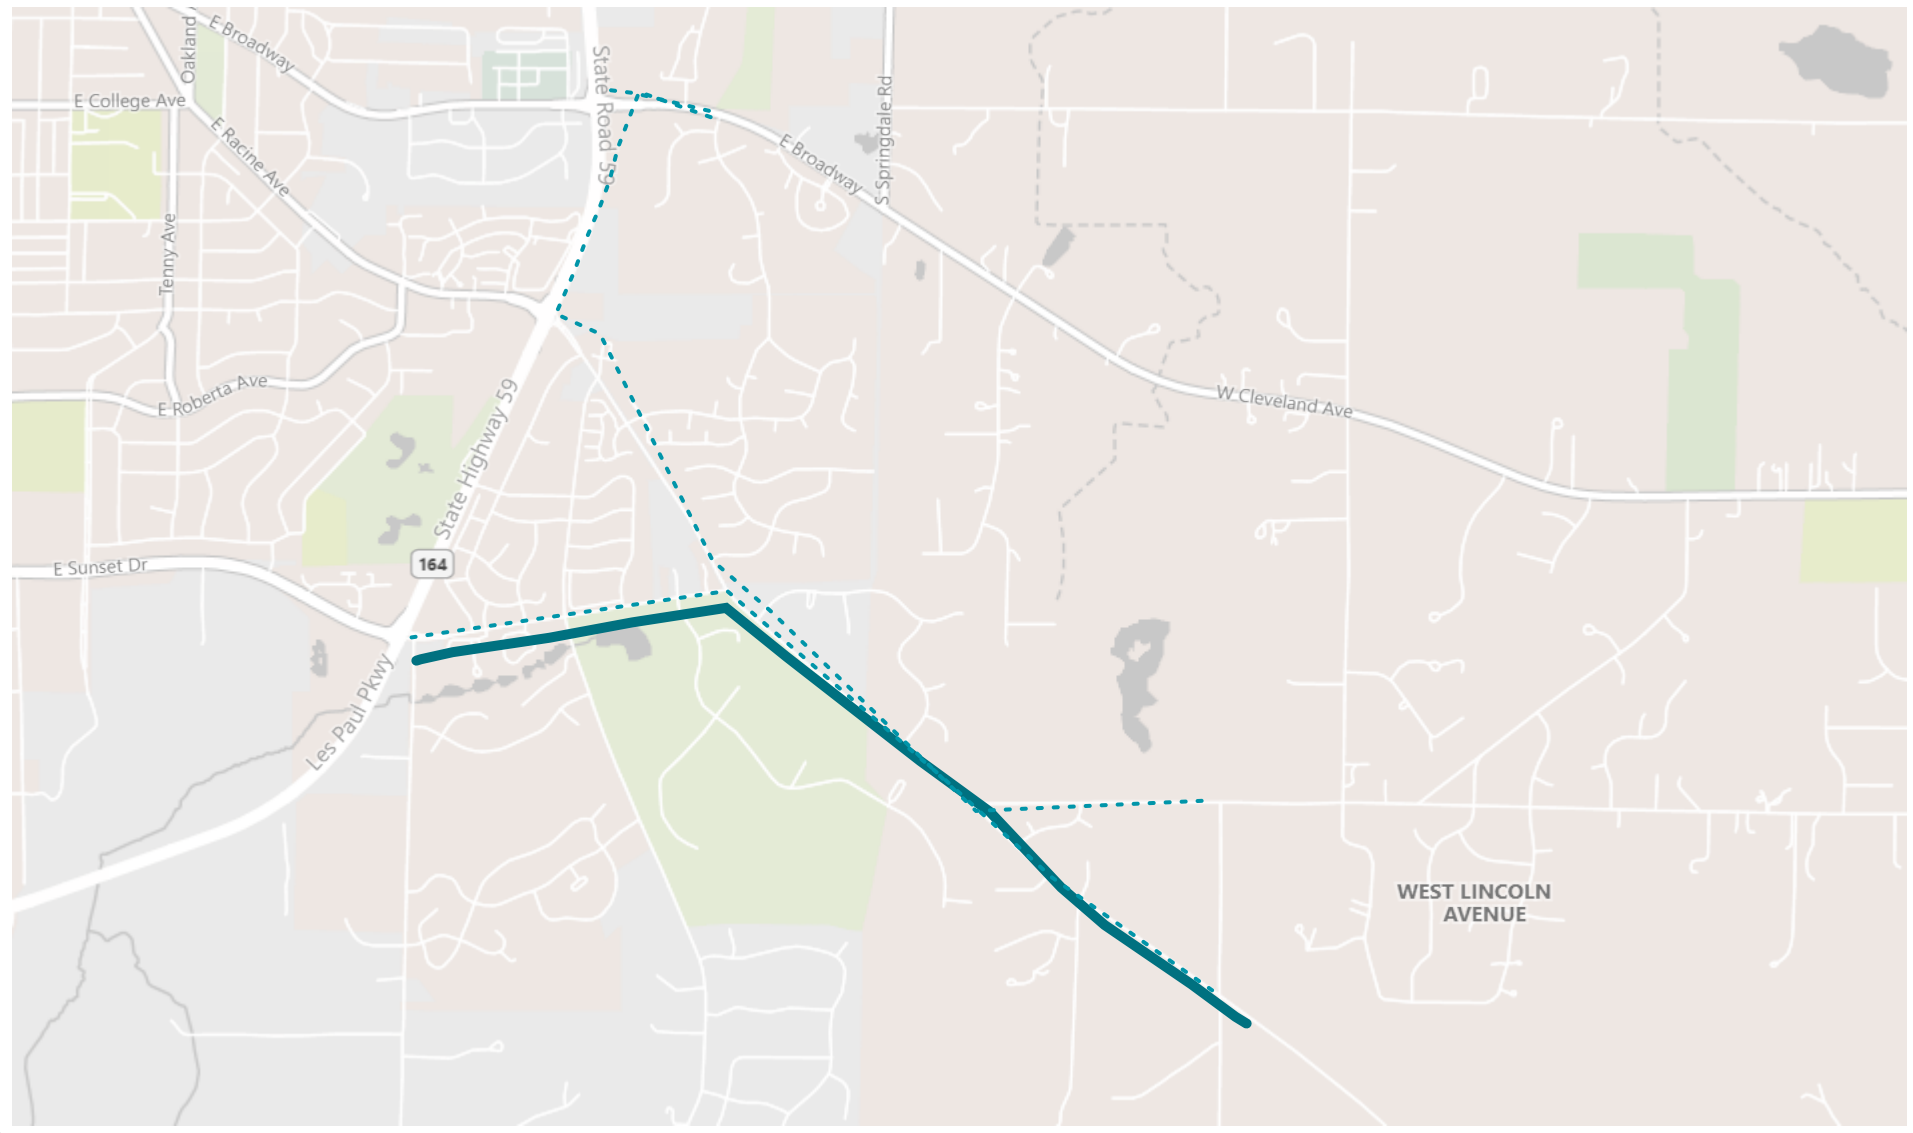 Oakland
E Broadway
E College Ave
State Road 59
S Springdale Rd
E Racine Ave
E Broadway
Tenny Ave
E Roberta Ave
State Highway 59
W Cleveland Ave
E Sunset Dr
164
Les Paul Pkwy
WEST LINCOLN
AVENUE